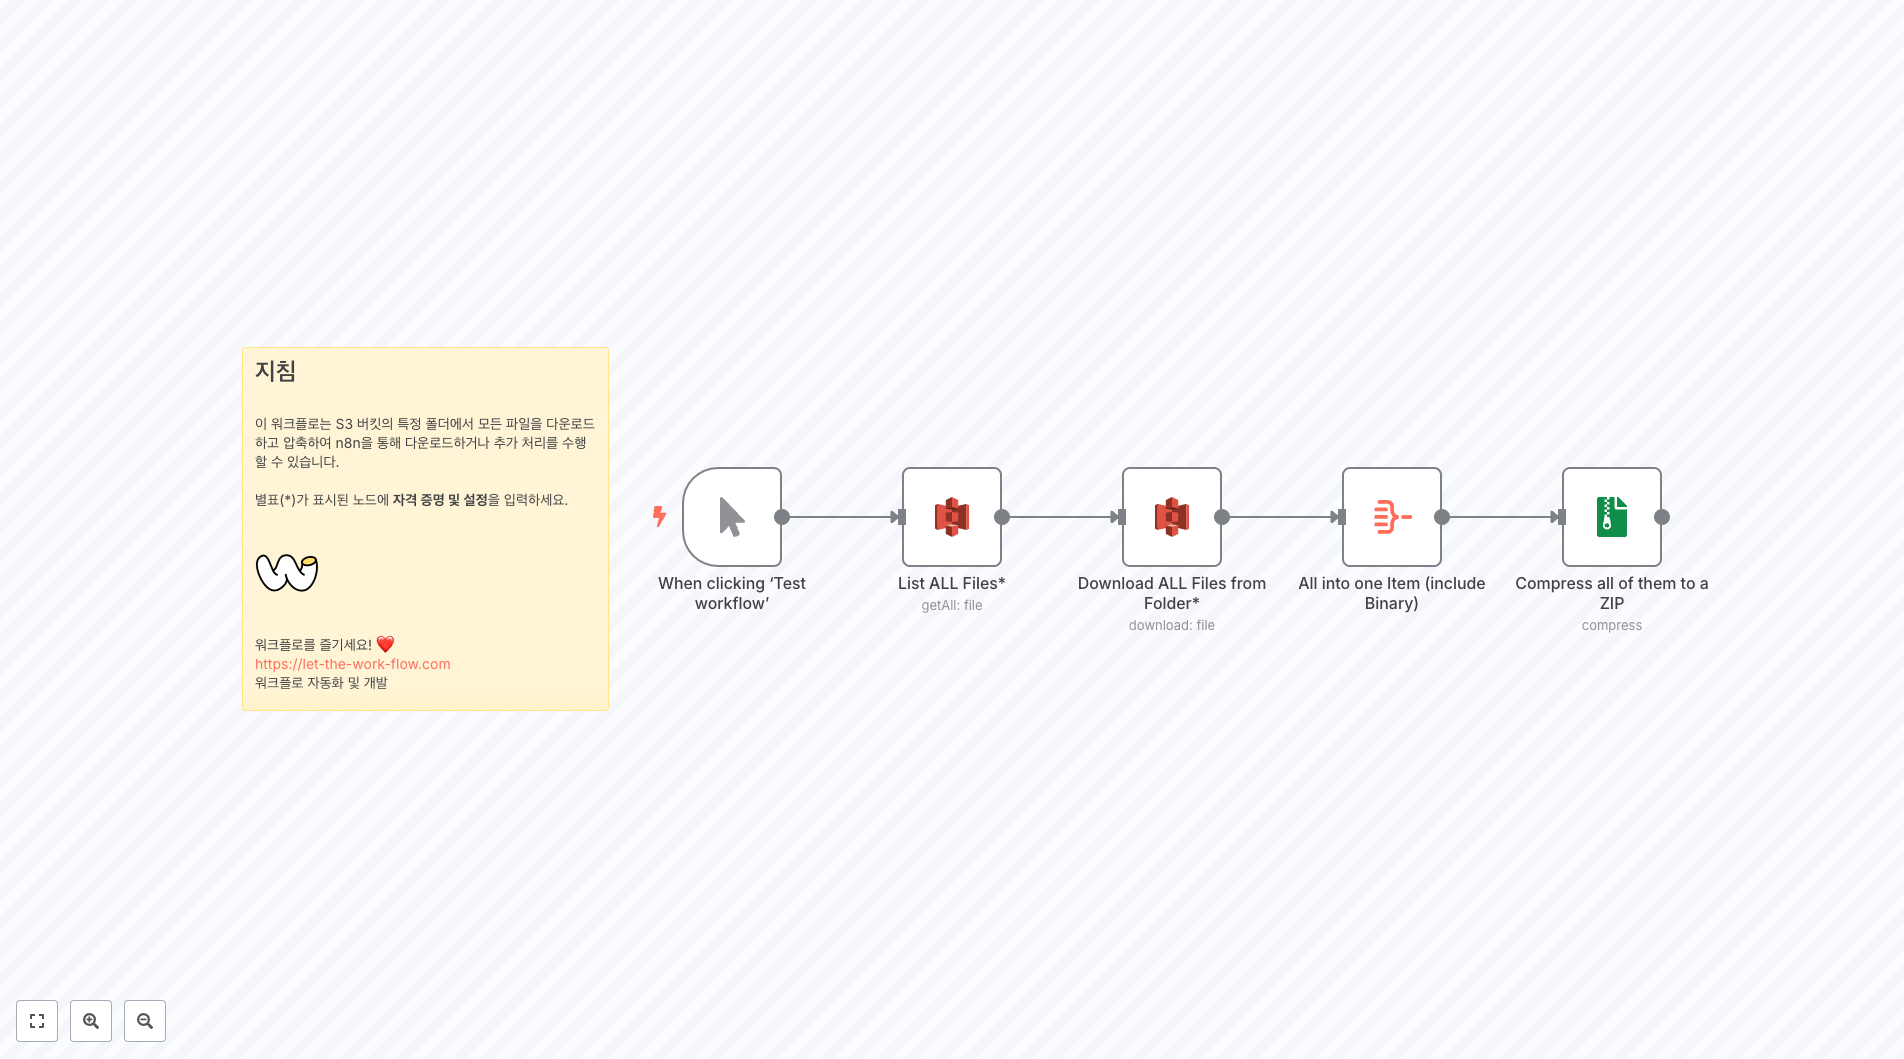 지침
이 워크플로는 S3 버킷의 특정 폴더에서 모든 파일을 다운로드
하고 압축하여 n8n을 통해 다운로드하거나 추가 처리를 수행
할 수 있습니다.
별표(*)가 표시된 노드에 자격 증명 및 설정을 입력하세요.
워크플로를 즐기세요! ❤️
https://let-the-work-flow.com
워크플로 자동화 및 개발
When clicking ‘Test
workflow’
List ALL Files*
getAll: file
Download ALL Files from
Folder*
download: file
All into one Item (include
Binary)
Compress all of them to a
ZIP
compress